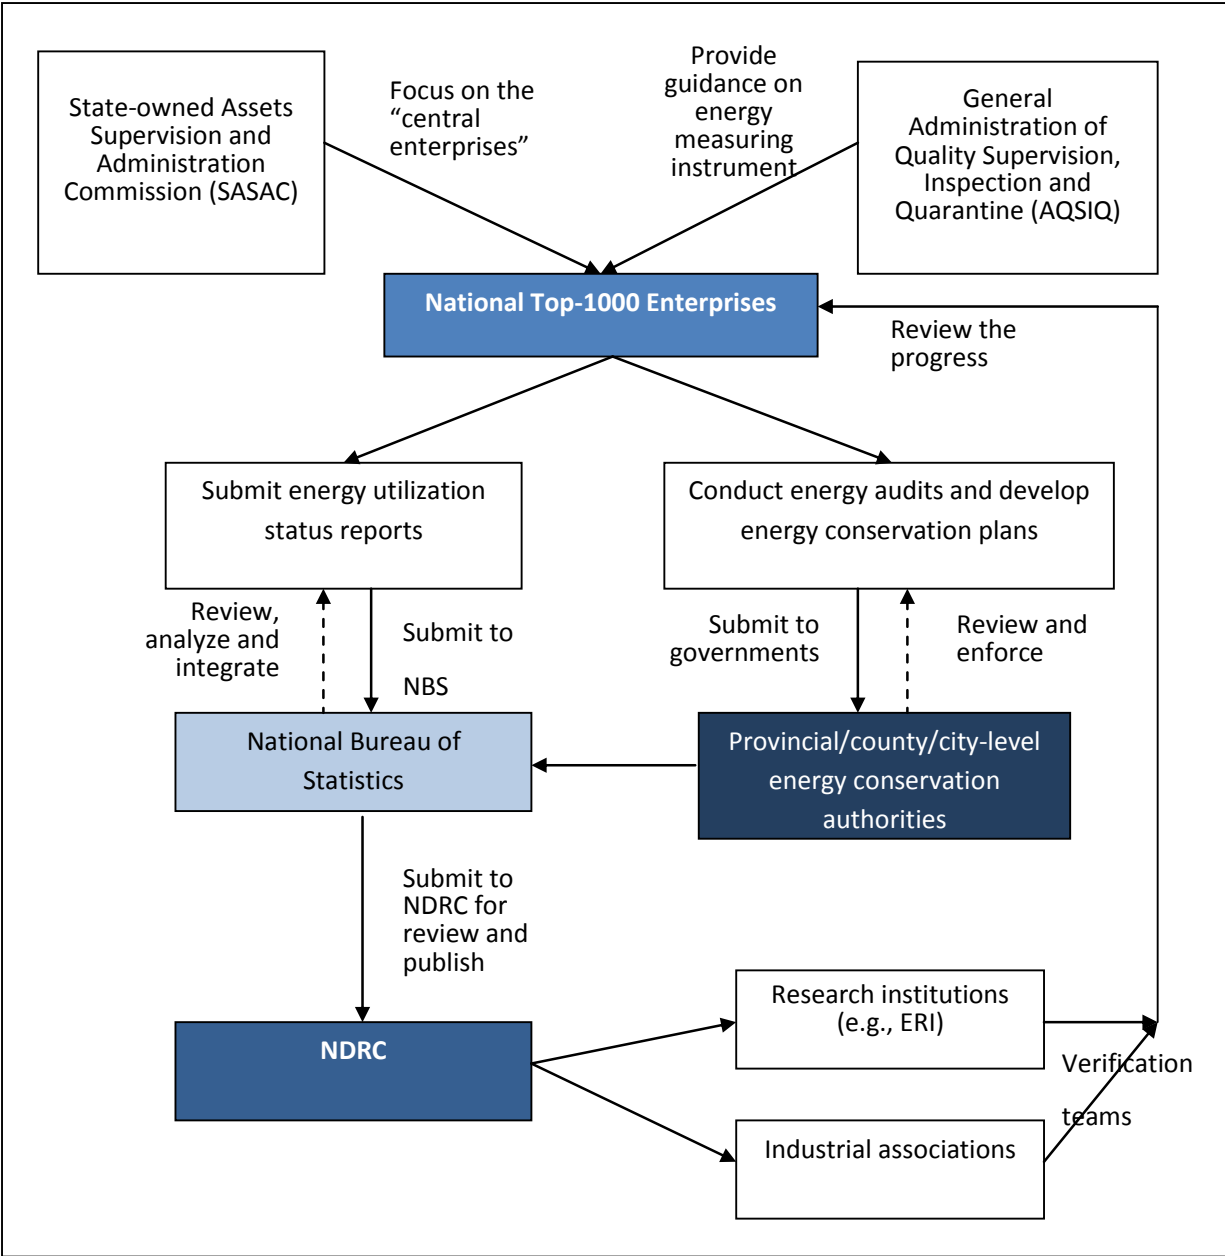 State-owned Assets
Supervision and
Administration
Commission (SASAC)
Focus on the
“central
enterprises”
Provide
guidance on
energy
measuring
instrument
General
Administration of
Quality Supervision,
Inspection and
Quarantine (AQSIQ)
National Top-1000 Enterprises
Review the
progress
Submit energy utilization
status reports
Conduct energy audits and develop
energy conservation plans
Review,
analyze and
integrate
Submit to
NBS
Submit to
governments
Review and
enforce
National Bureau of
Statistics
Provincial/county/city-level
energy conservation
authorities
Submit to
NDRC for
review and
publish
NDRC
Research institutions
(e.g., ERI)
Verification
teams
Industrial associations